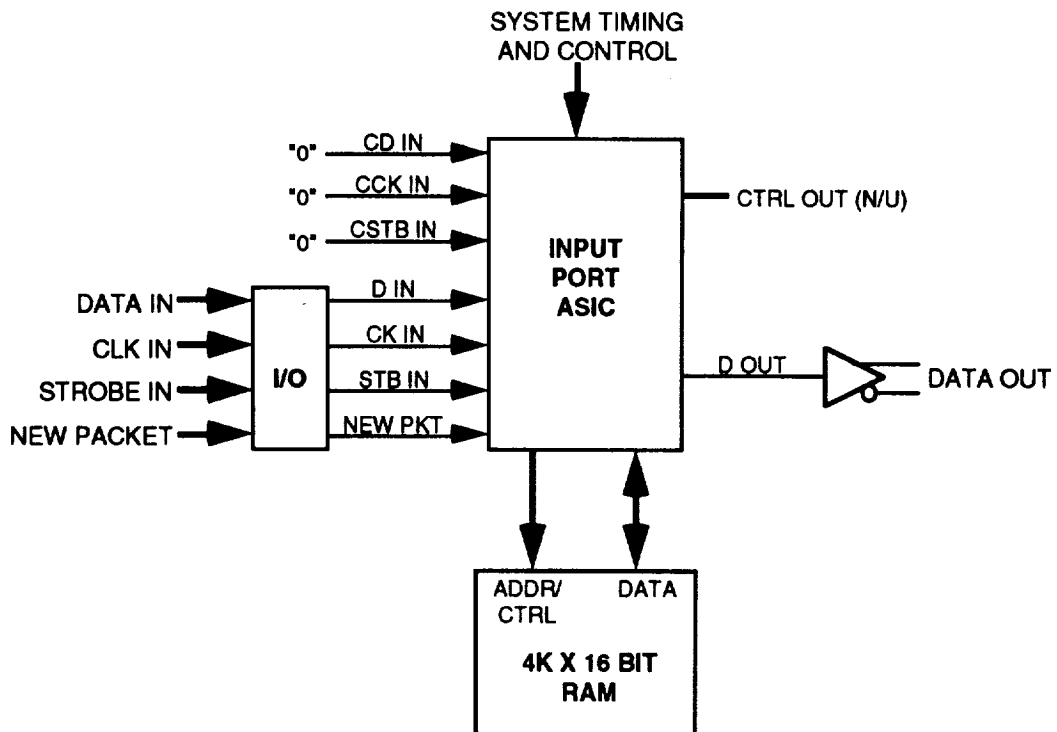 SYSTEM TIMING
AND CONTROL
"0" CD IN
"0" CCK IN
"0" CSTB IN
CTRL OUT (N/U)
INPUT
PORT
ASIC
DATA IN
CLK IN
STROBE IN
NEW PACKET
I/O
D IN
CK IN
STB IN
NEW PKT
D OUT
DATA OUT
ADDR/
CTRL
DATA
4K X 16 BIT
RAM